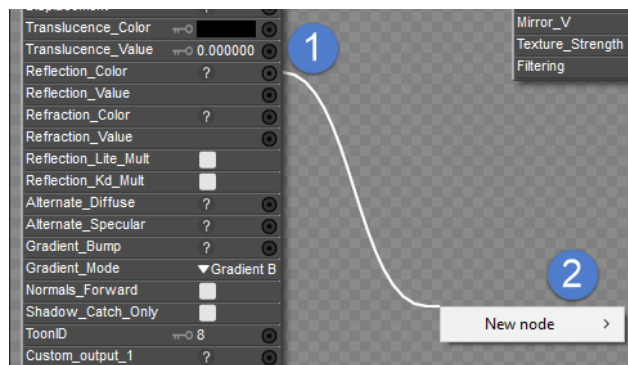 Displacement ?
Translucence_Color
Translucence_Value 0.000000
Reflection_Color ?
Reflection_Value
Refraction_Color ?
Refraction_Value
Reflection_Lite_Mult
Reflection_Kd_Mult
Alternate_Diffuse ?
Alternate_Specular ?
Gradient_Bump ?
Gradient_Mode Gradient B
Normals_Forward
Shadow_Catch_Only
ToonID 8
Custom_output_1 ?
1
Mirror_V
Texture_Strength
Filtering
2
New node >